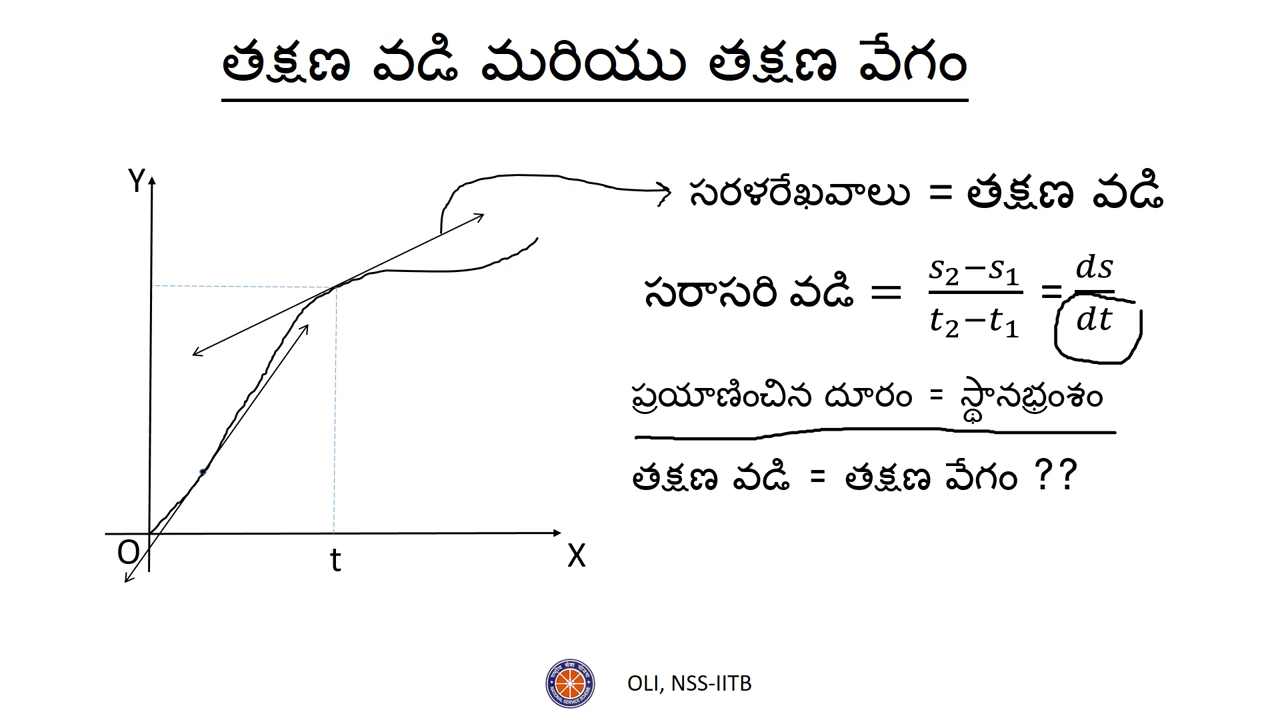 తక్షణ వడి మరియు తక్షణ వేగం
Y
సరళరేఖవాలు = తక్షణ వడి
సరాసరి వడి = (s₂−s₁)/(t₂−t₁) = ds/dt
ప్రయాణించిన దూరం = స్థానభ్రంశం
తక్షణ వడి = తక్షణ వేగం ??
O
t
X
OLI, NSS-IITB